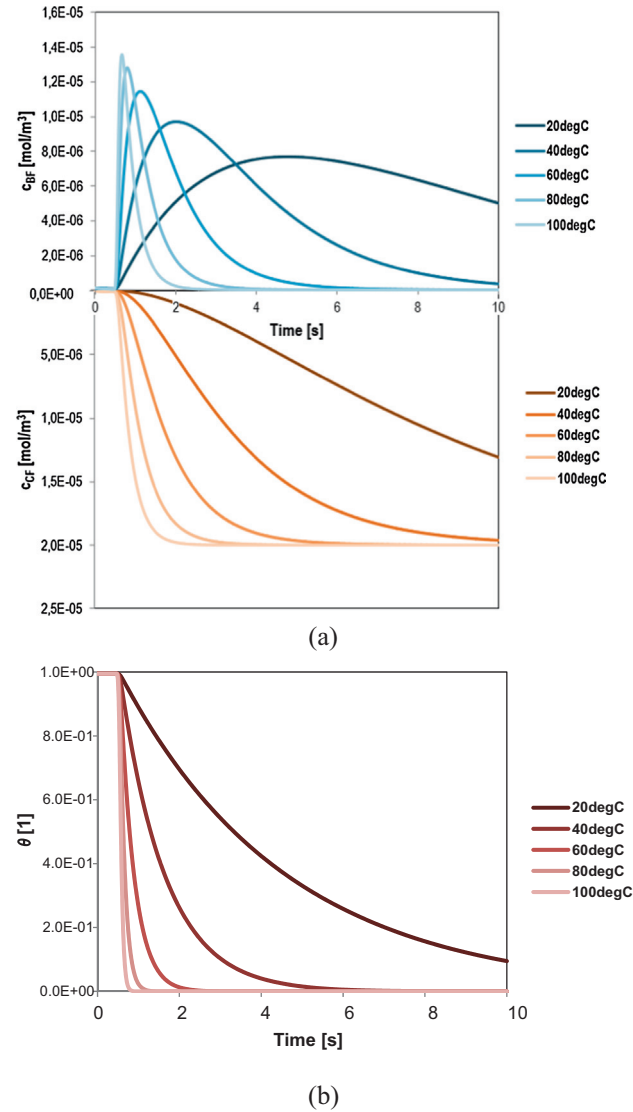 1,6E-05
1,4E-05
1,2E-05
1,0E-05
8,0E-06
6,0E-06
4,0E-06
2,0E-06
0,0E+00
c_BF [mol/m³]
20degC
40degC
60degC
80degC
100degC
0 2 4 6 8 10
Time [s]
5,0E-06
1,0E-05
1,5E-05
2,0E-05
2,5E-05
c_CF [mol/m³]
20degC
40degC
60degC
80degC
100degC
(a)
1.0E+00
8.0E-01
6.0E-01
4.0E-01
2.0E-01
0.0E+00
θ [1]
20degC
40degC
60degC
80degC
100degC
0 2 4 6 8 10
Time [s]
(b)